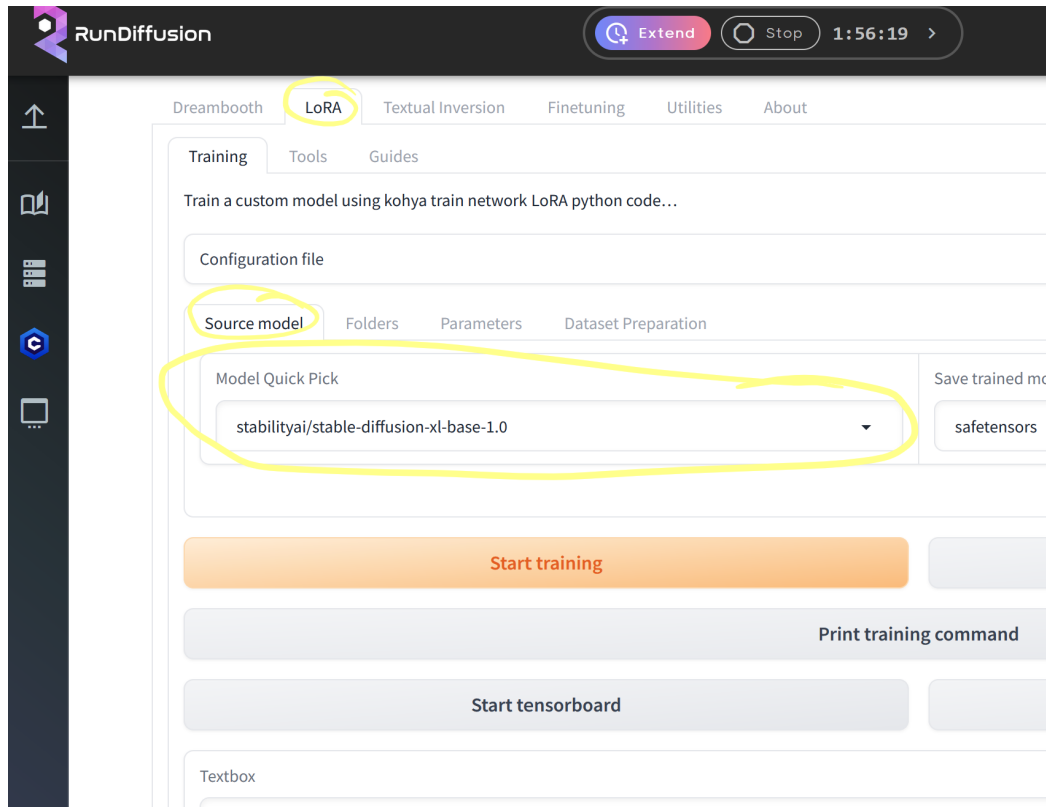 RunDiffusion
Extend
Stop
1:56:19
Dreambooth LoRA Textual Inversion Finetuning Utilities About
Training Tools Guides
Train a custom model using kohya train network LoRA python code…
Configuration file
Source model Folders Parameters Dataset Preparation
Model Quick Pick
Save trained mo
stabilityai/stable-diffusion-xl-base-1.0
safetensors
Start training
Print training command
Start tensorboard
Textbox